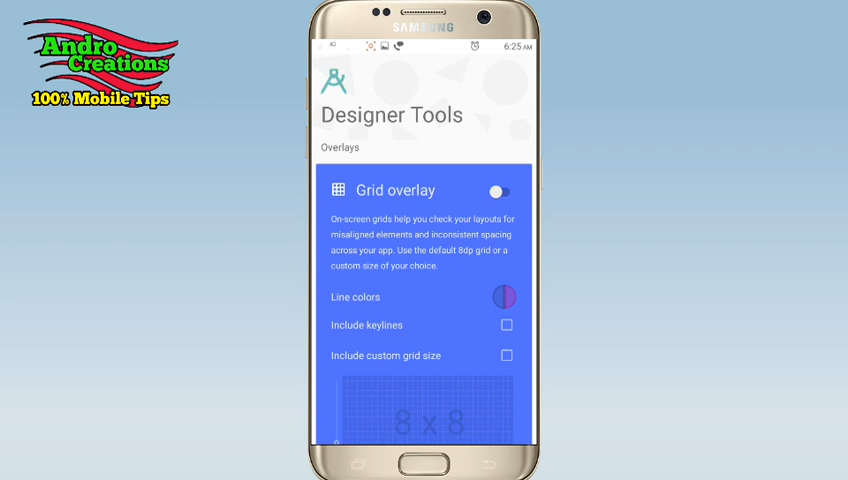 Andro
Creations
100% Mobile Tips
SAMSUNG
4G
6:25 AM
Designer Tools
Overlays
Grid overlay
On-screen grids help you check your layouts for
misaligned elements and inconsistent spacing
across your app. Use the default 8dp grid or a
custom size of your choice.
Line colors
Include keylines
Include custom grid size
8 x 8